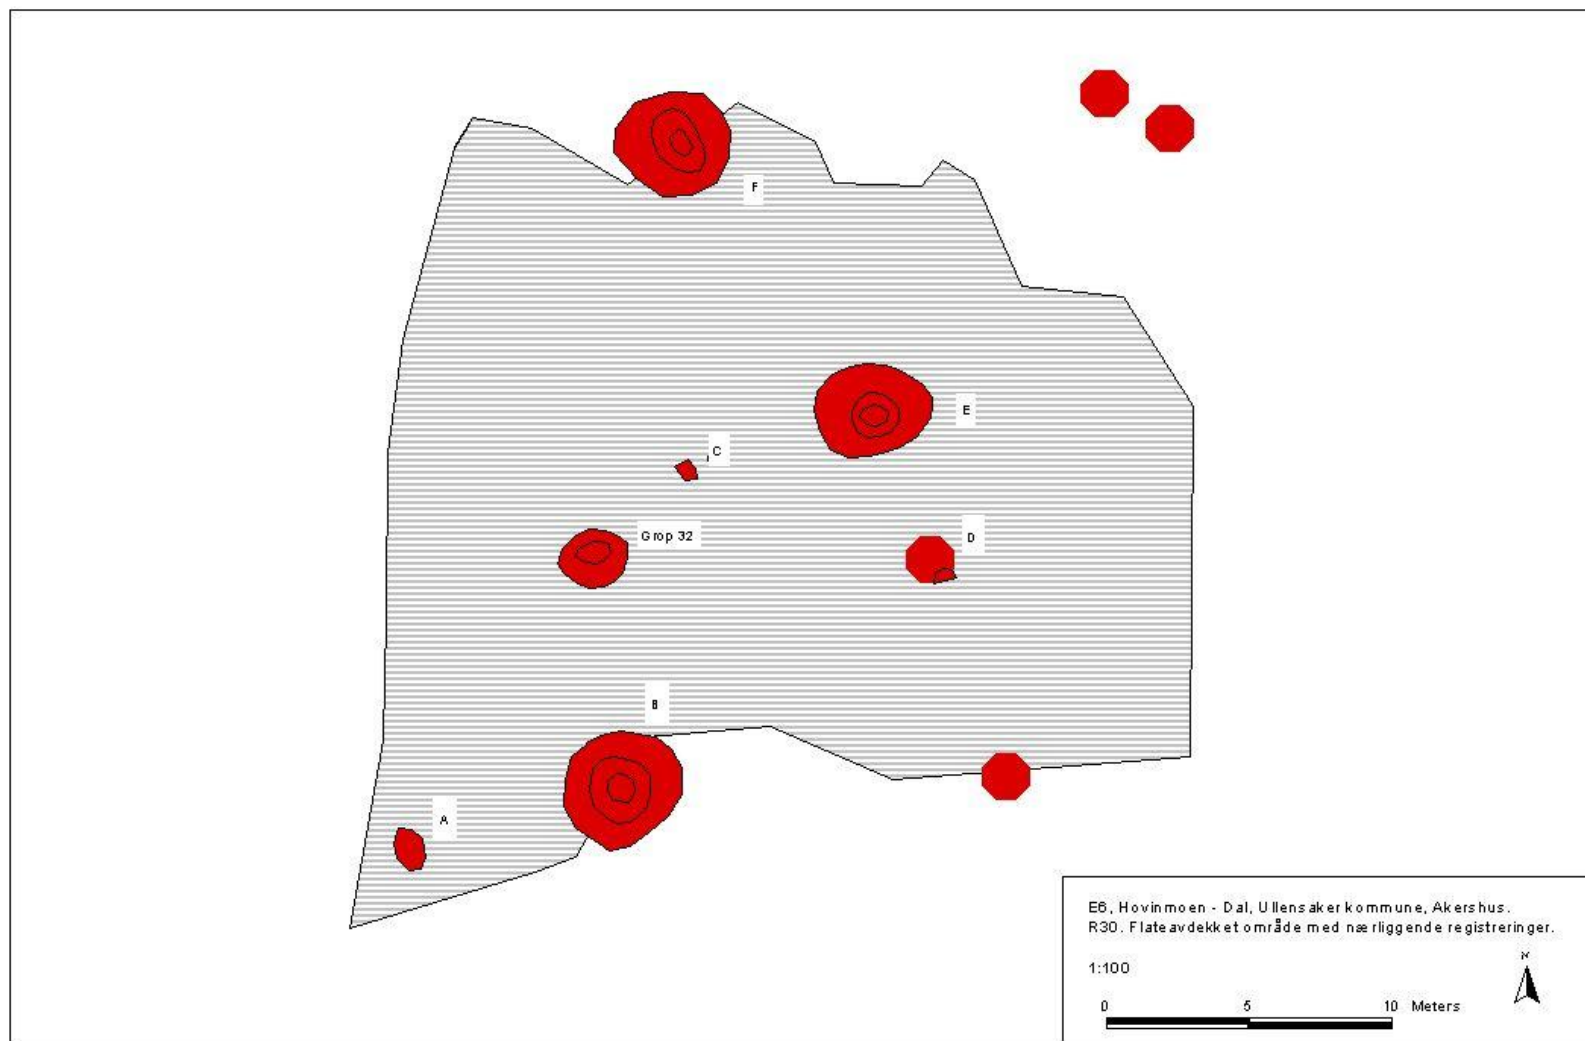 F
E
C
Grop 32
D
B
A
E6, Hovinmoen - Dal, Ullensaker kommune, Akershus.
R30. Flateavdekket område med nærliggende registreringer.
1:100
N
0 5 10 Meters